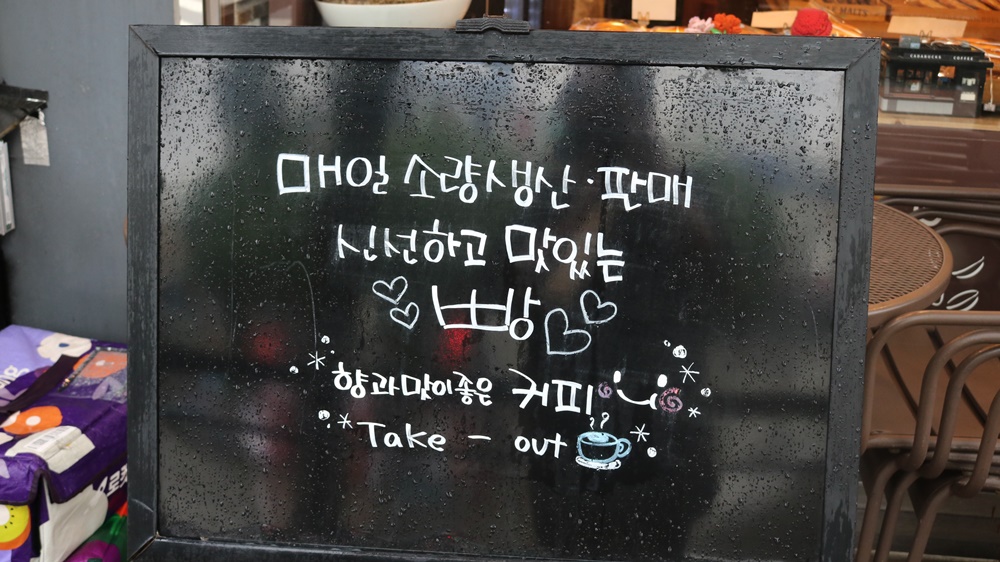 매일 소량생산·판매
신선하고 맛있는
빵
향과맛이좋은 커피
Take - out